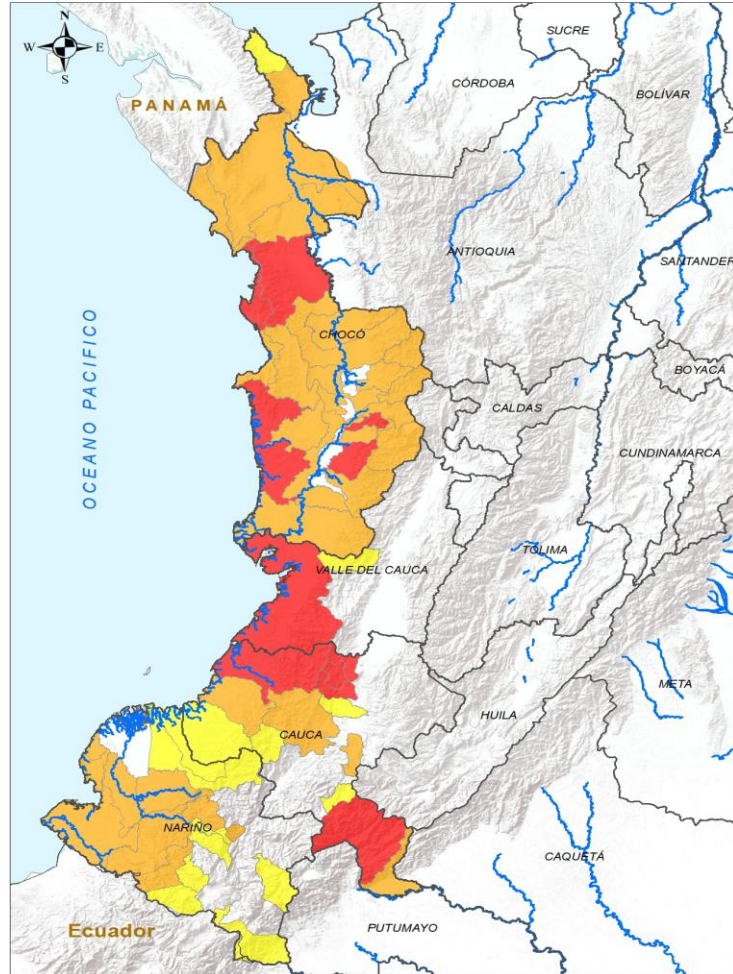 SUCRE
N
W E
S
CÓRDOBA
BOLÍVAR
PANAMÁ
ANTIOQUIA
SANTANDER
OCEANO PACIFICO
CHOCÓ
BOYACÁ
CALDAS
CUNDINAMARCA
TOLIMA
VALLE DEL CAUCA
META
HUILA
CAUCA
NARIÑO
CAQUETÁ
PUTUMAYO
Ecuador